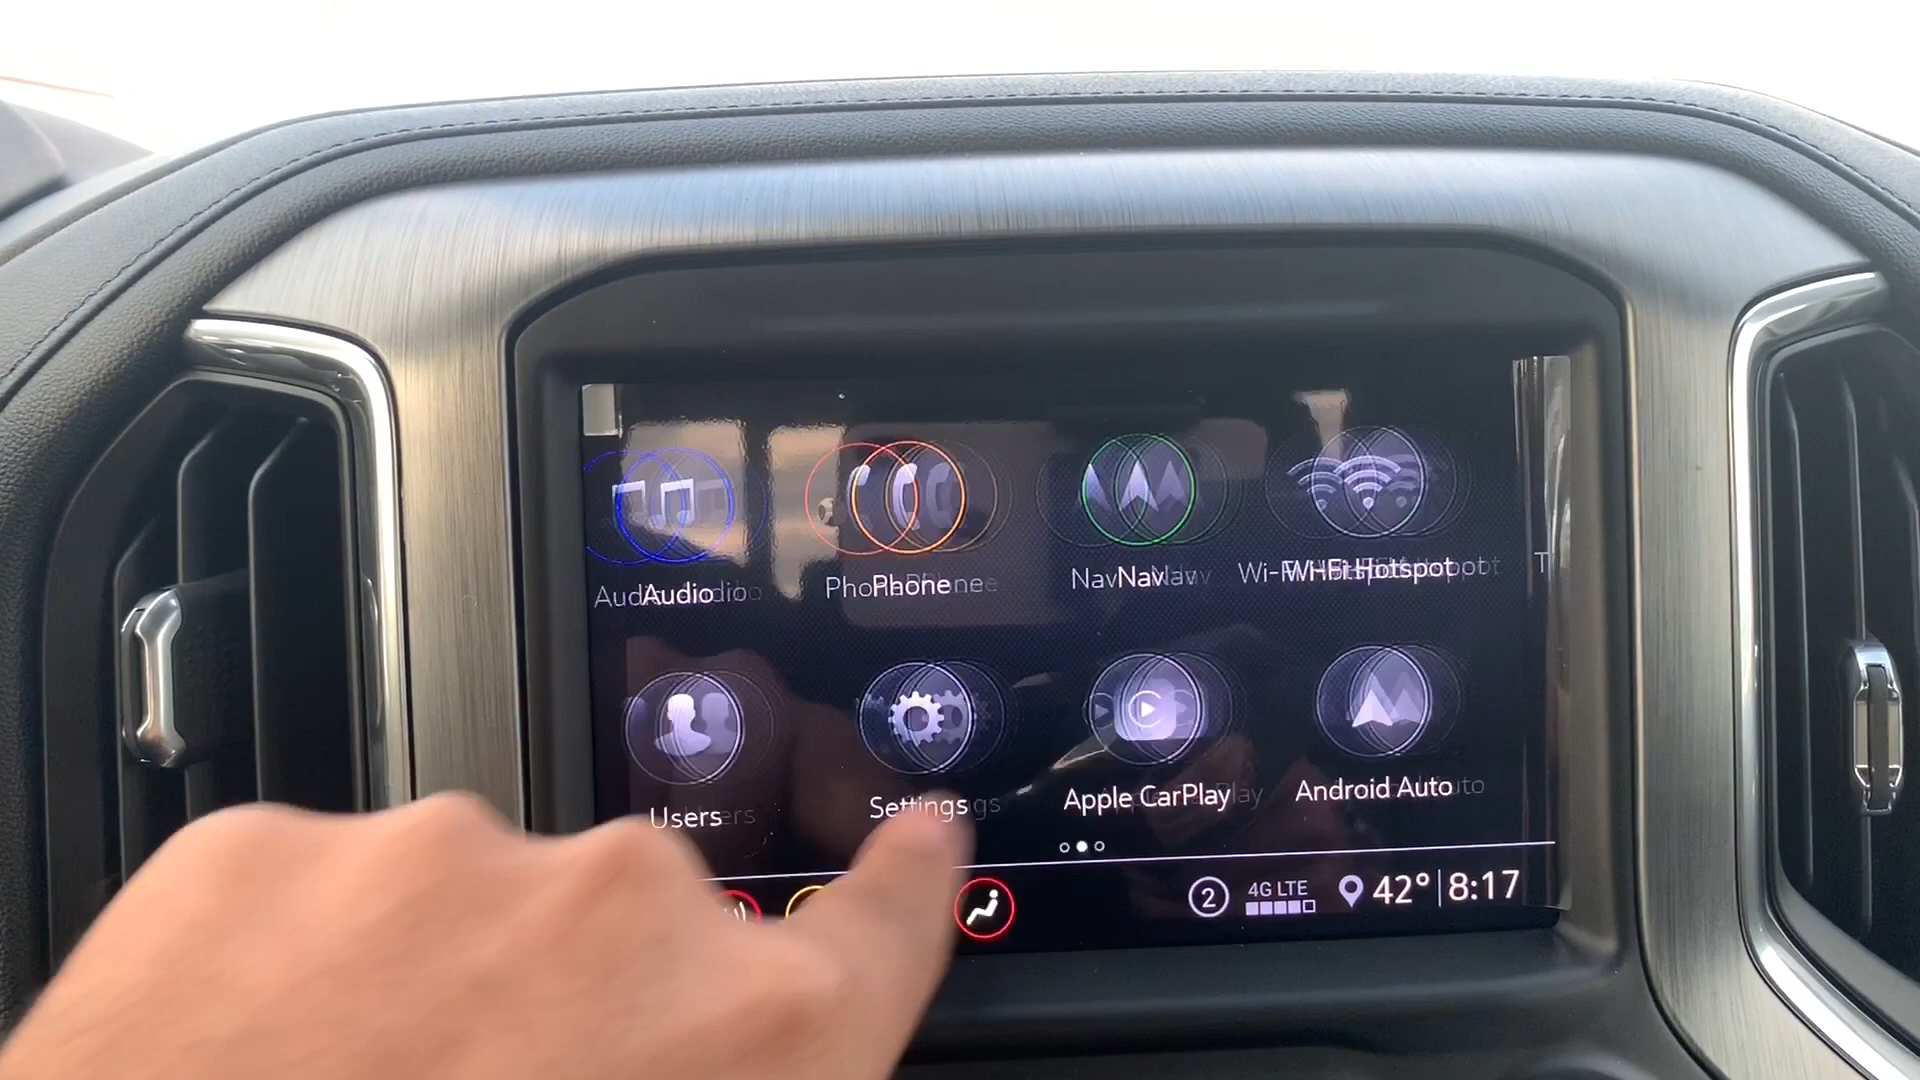 Audio Phone Nav Wi-Fi Hotspot T
Users Settings Apple CarPlay Android Auto
2 4G LTE 42° 8:17